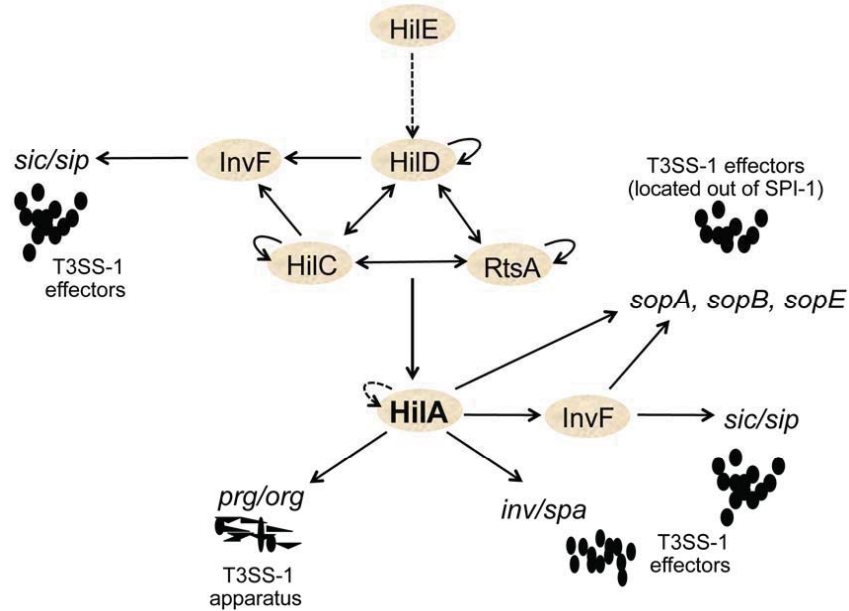 HilE
sic/sip
InvF
HilD
T3SS-1 effectors
(located out of SPI-1)
T3SS-1
effectors
HilC
RtsA
sopA, sopB, sopE
HilA
InvF
sic/sip
prg/org
inv/spa
T3SS-1
apparatus
T3SS-1
effectors